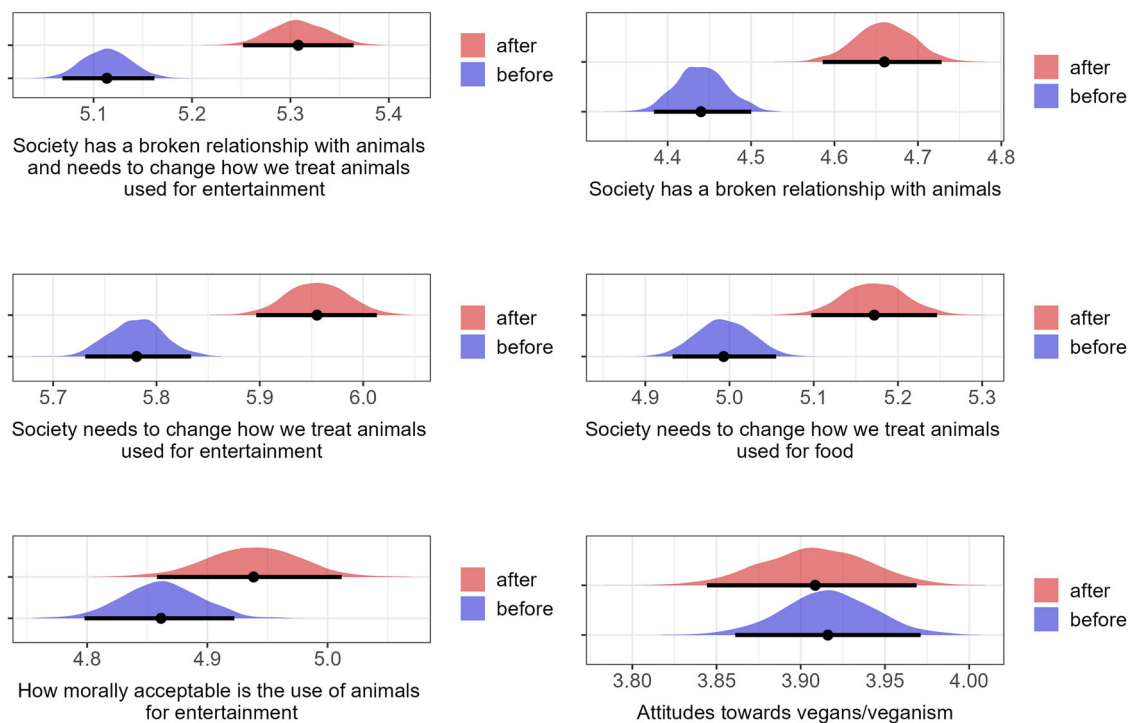 after
before
5.1 5.2 5.3 5.4
Society has a broken relationship with animals
and needs to change how we treat animals
used for entertainment
after
before
4.4 4.5 4.6 4.7 4.8
Society has a broken relationship with animals
after
before
5.7 5.8 5.9 6.0
Society needs to change how we treat animals
used for entertainment
after
before
4.9 5.0 5.1 5.2 5.3
Society needs to change how we treat animals
used for food
after
before
4.8 4.9 5.0
How morally acceptable is the use of animals
for entertainment
after
before
3.80 3.85 3.90 3.95 4.00
Attitudes towards vegans/veganism